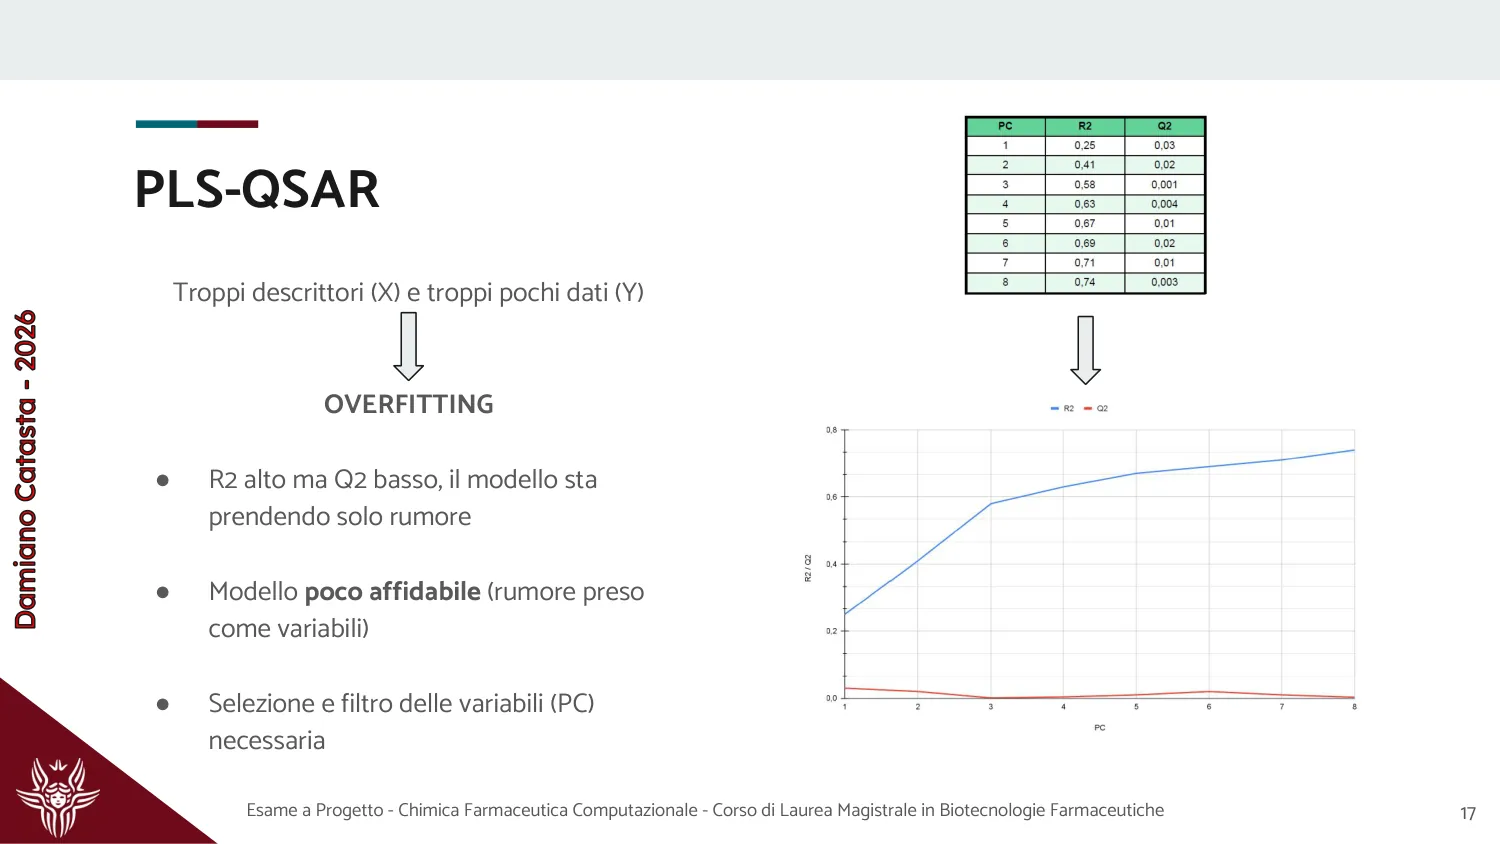 PLS-QSAR
Troppi descrittori (X) e troppi pochi dati (Y)
OVERFITTING
● R2 alto ma Q2 basso, il modello sta
prendendo solo rumore
● Modello poco affidabile (rumore preso
come variabili)
● Selezione e filtro delle variabili (PC)
necessaria
PC R2 Q2
1 0,25 0,03
2 0,41 0,02
3 0,58 0,001
4 0,63 0,004
5 0,67 0,01
6 0,69 0,02
7 0,71 0,01
8 0,74 0,003
R2 Q2
R2 / Q2
0,8
0,6
0,4
0,2
0,0
1 2 3 4 5 6 7 8
PC
Damiano Catasta - 2026
Esame a Progetto - Chimica Farmaceutica Computazionale - Corso di Laurea Magistrale in Biotecnologie Farmaceutiche
17